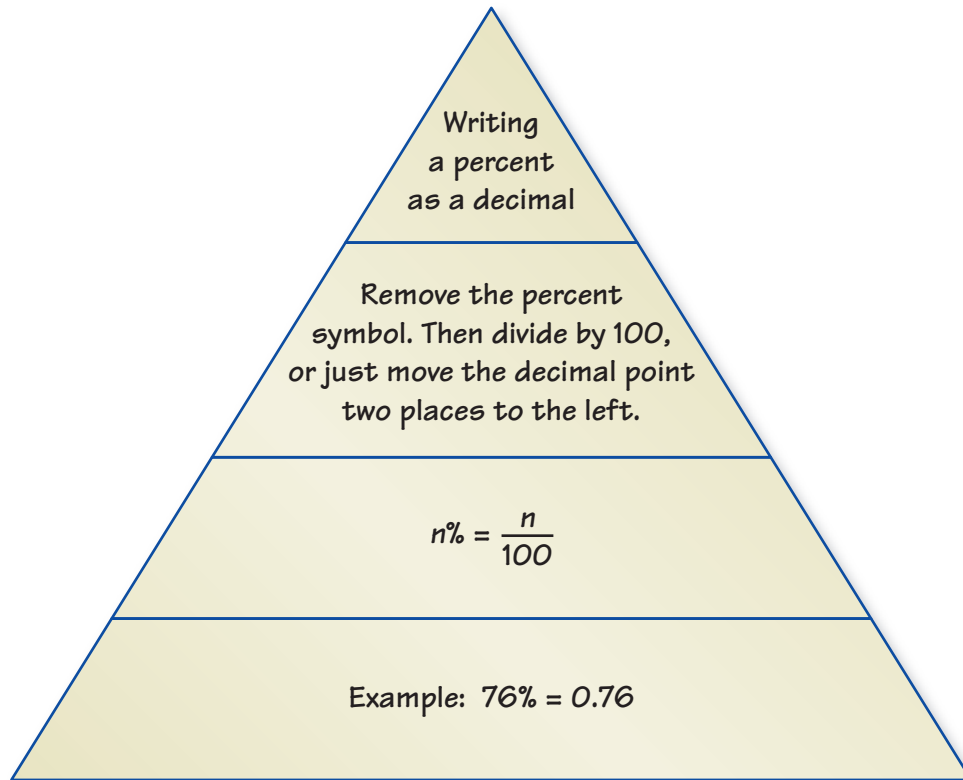 Writing
a percent
as a decimal
Remove the percent
symbol. Then divide by 100,
or just move the decimal point
two places to the left.
n% = n/100
Example: 76% = 0.76